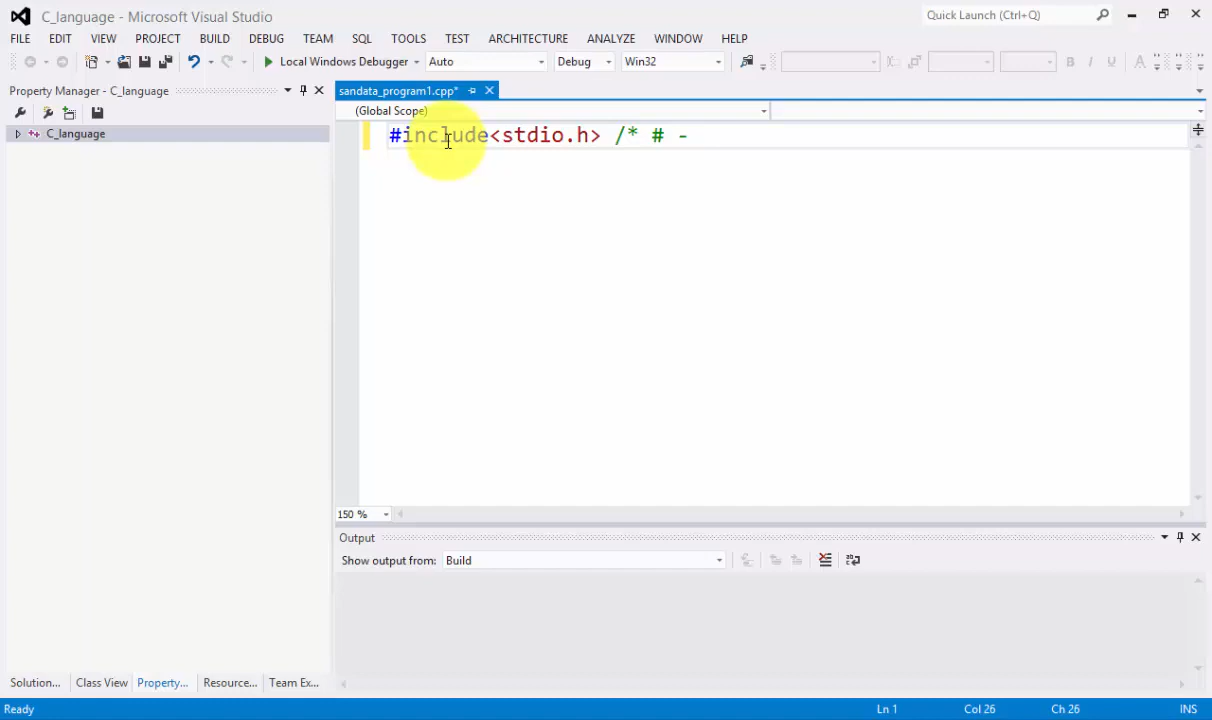 C_language - Microsoft Visual Studio
Quick Launch (Ctrl+Q)
FILE EDIT VIEW PROJECT BUILD DEBUG TEAM SQL TOOLS TEST ARCHITECTURE ANALYZE WINDOW HELP
Local Windows Debugger Auto Debug Win32 A B I U
Property Manager - C_language
sandata_program1.cpp*
(Global Scope)
C_language
#include<stdio.h> /* # -
150 %
Output
Show output from: Build
Solution... Class View Property... Resource... Team Ex...
Ready Ln 1 Col 26 Ch 26 INS